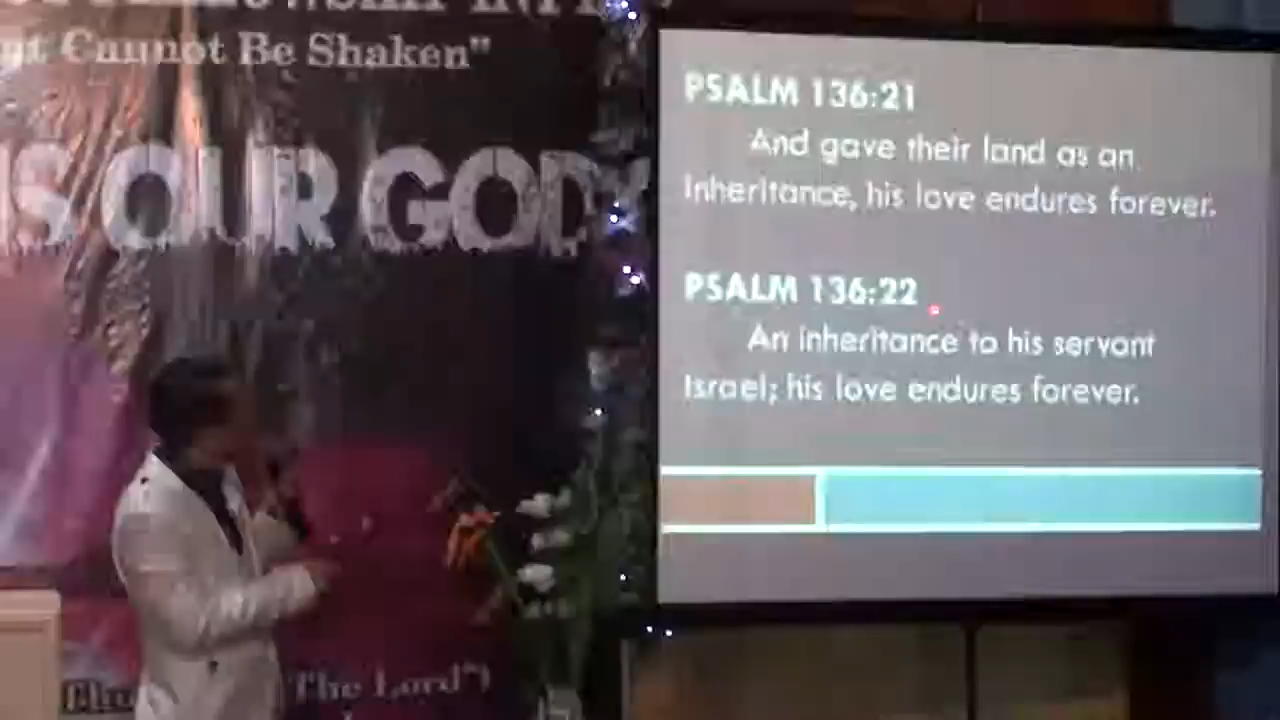 Cannot Be Shaken"
IS OUR GOD
PSALM 136:21
And gave their land as an
inheritance, his love endures forever.
PSALM 136:22
An inheritance to his servant
Israel; his love endures forever.
The Lord")